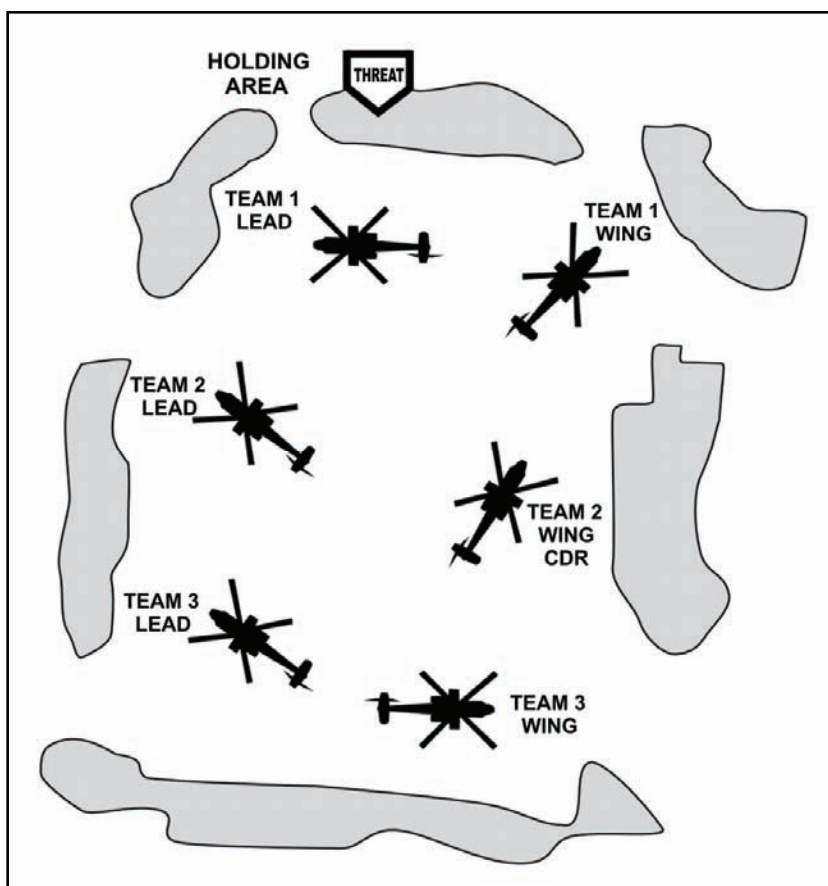 HOLDING
AREA
THREAT
TEAM 1
LEAD
TEAM 1
WING
TEAM 2
LEAD
TEAM 2
WING
CDR
TEAM 3
LEAD
TEAM 3
WING